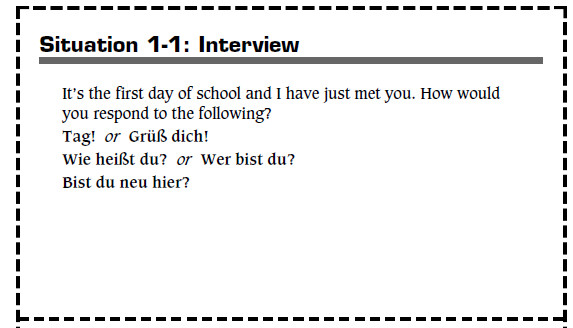 Situation 1-1: Interview
It's the first day of school and I have just met you. How would
you respond to the following?
Tag! or Grüß dich!
Wie heißt du? or Wer bist du?
Bist du neu hier?